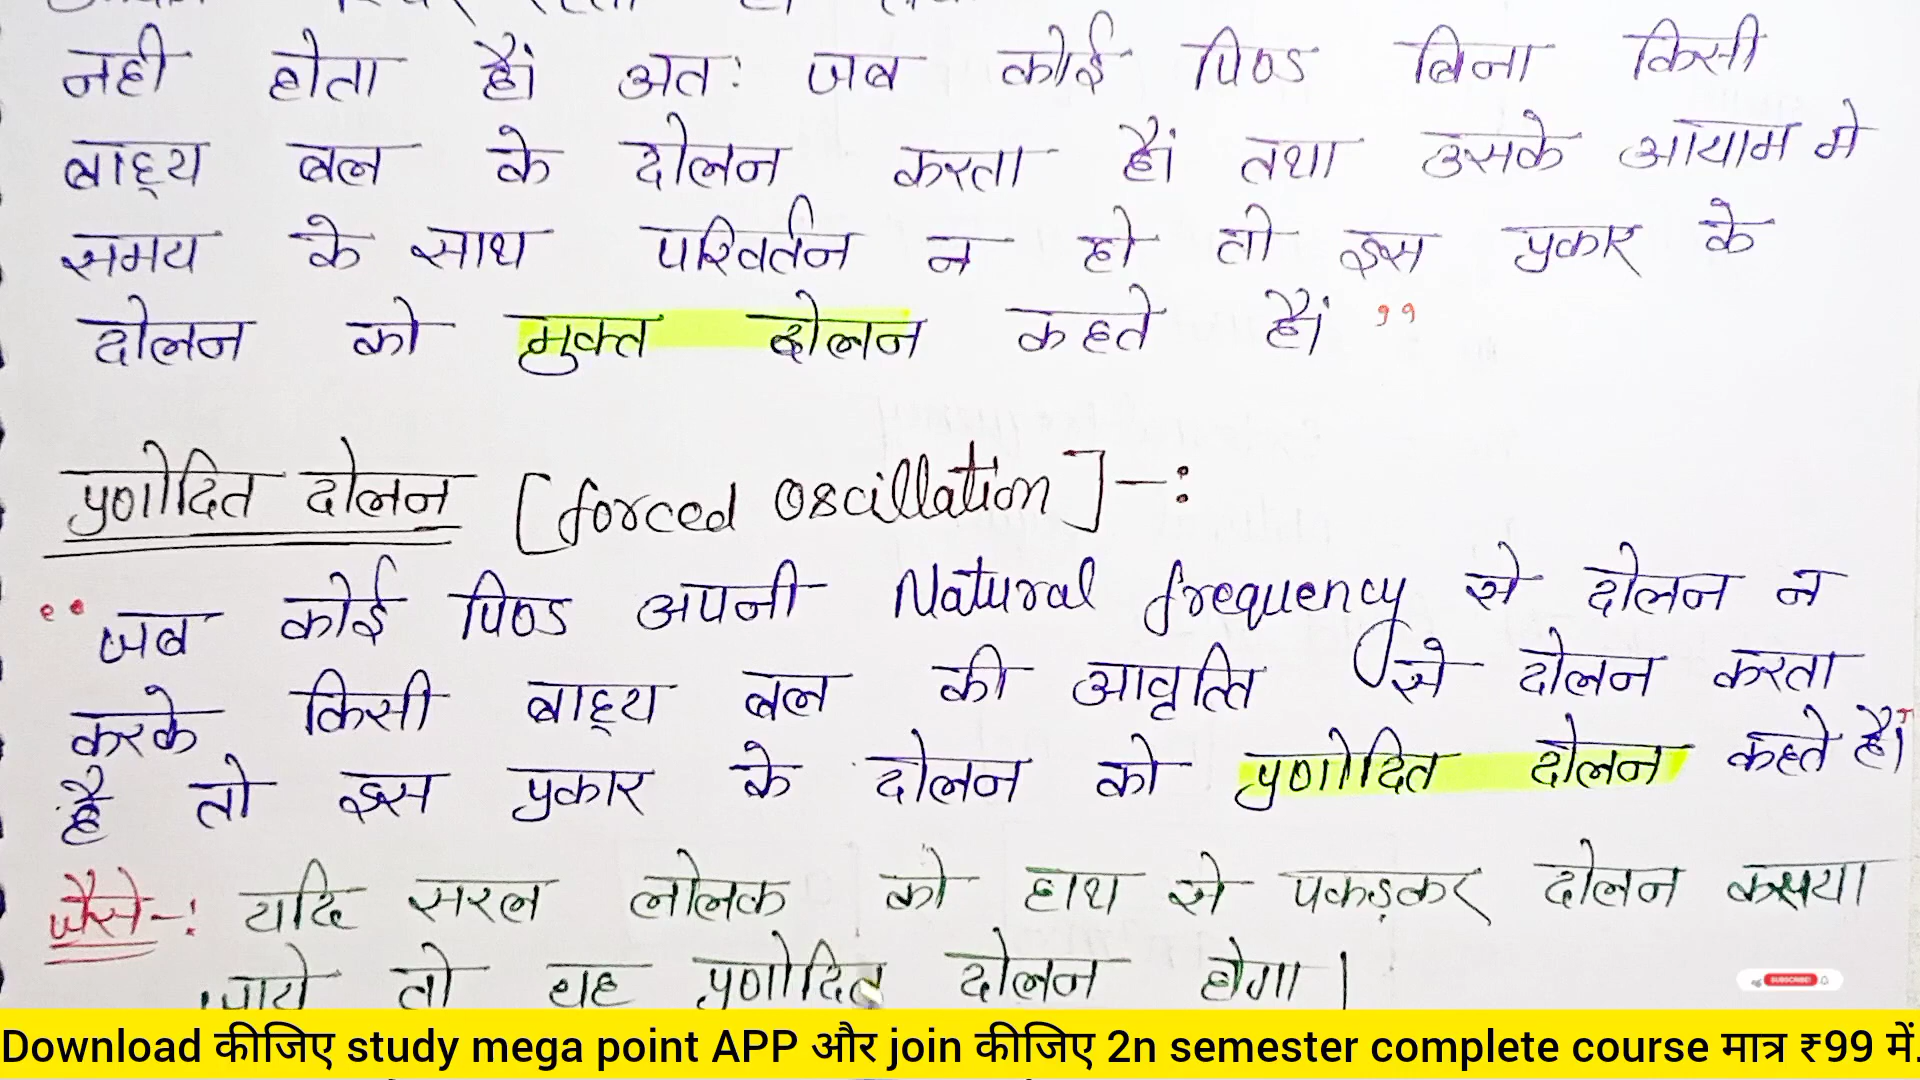 नही होता हैं। अत: जब कोई पिण्ड बिना किसी
बाह्य बल के दोलन करता हैं। तथा उसके आयाम मे
समय के साथ परिवर्तन न हो तो इस प्रकार के
दोलन को मुक्त दोलन कहते हैं। ”
प्रणोदित दोलन [forced Oscillation] —:
“ जब कोई पिण्ड अपनी Natural frequency से दोलन न
करके किसी बाह्य बल की आवृत्ति से दोलन करता
है तो इस प्रकार के दोलन को प्रणोदित दोलन कहते हैं। ”
जैसे-: यदि सरल लोलक को हाथ से पकड़कर दोलन कराया
जाये तो यह प्रणोदित दोलन होगा।
SUBSCRIBE
Download कीजिए study mega point APP और join कीजिए 2n semester complete course मात्र ₹99 में.